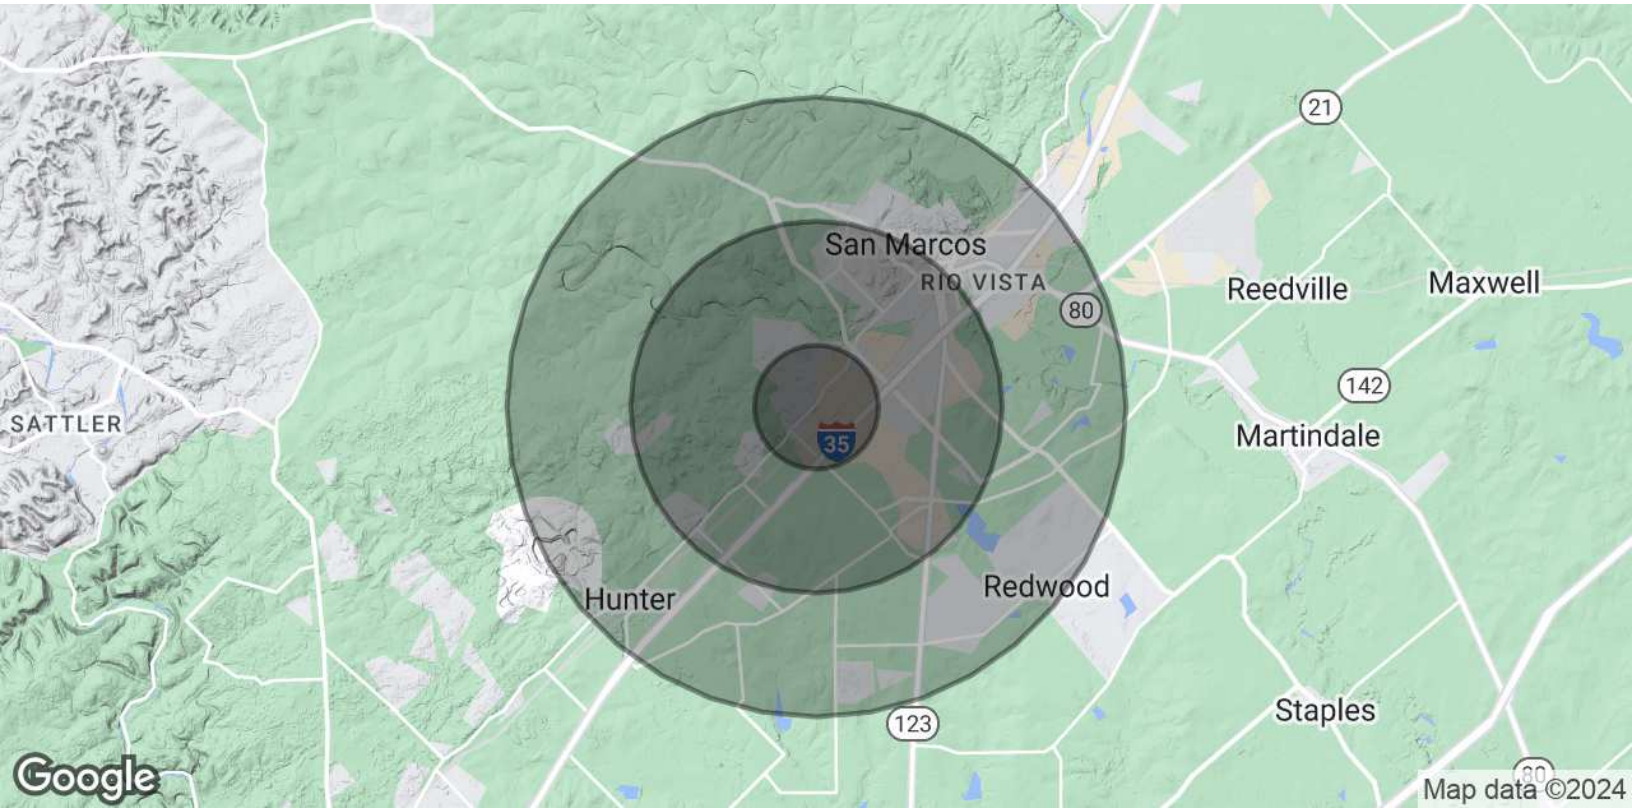 21
San Marcos
RIO VISTA
Reedville
Maxwell
80
142
SATTLER
Martindale
35
Hunter
Redwood
Staples
123
Google
80
Map data ©2024